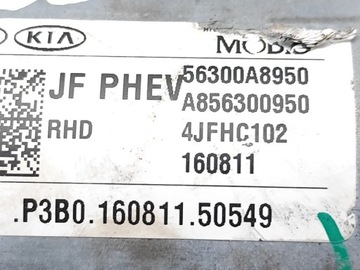 KIA MOBIS
JF PHEV 56300A8950
A856300950
RHD 4JFHC102
160811
.P3B0.160811.50549